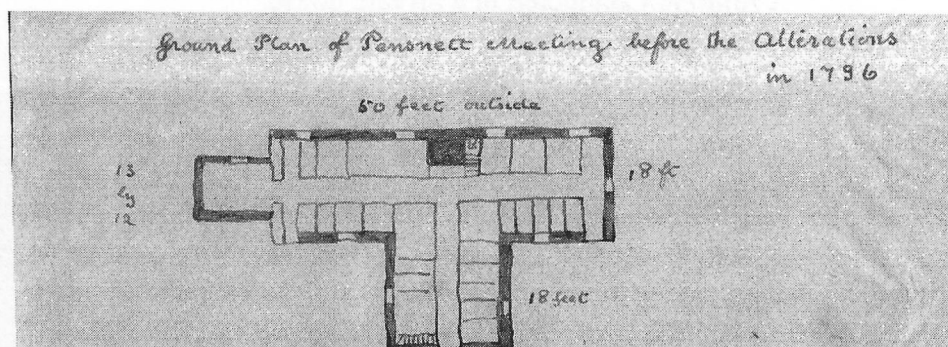 Ground Plan of Pensnett Meeting, before the Alterations
in 1796
50 feet outside
13
by
12
18 ft
18 feet